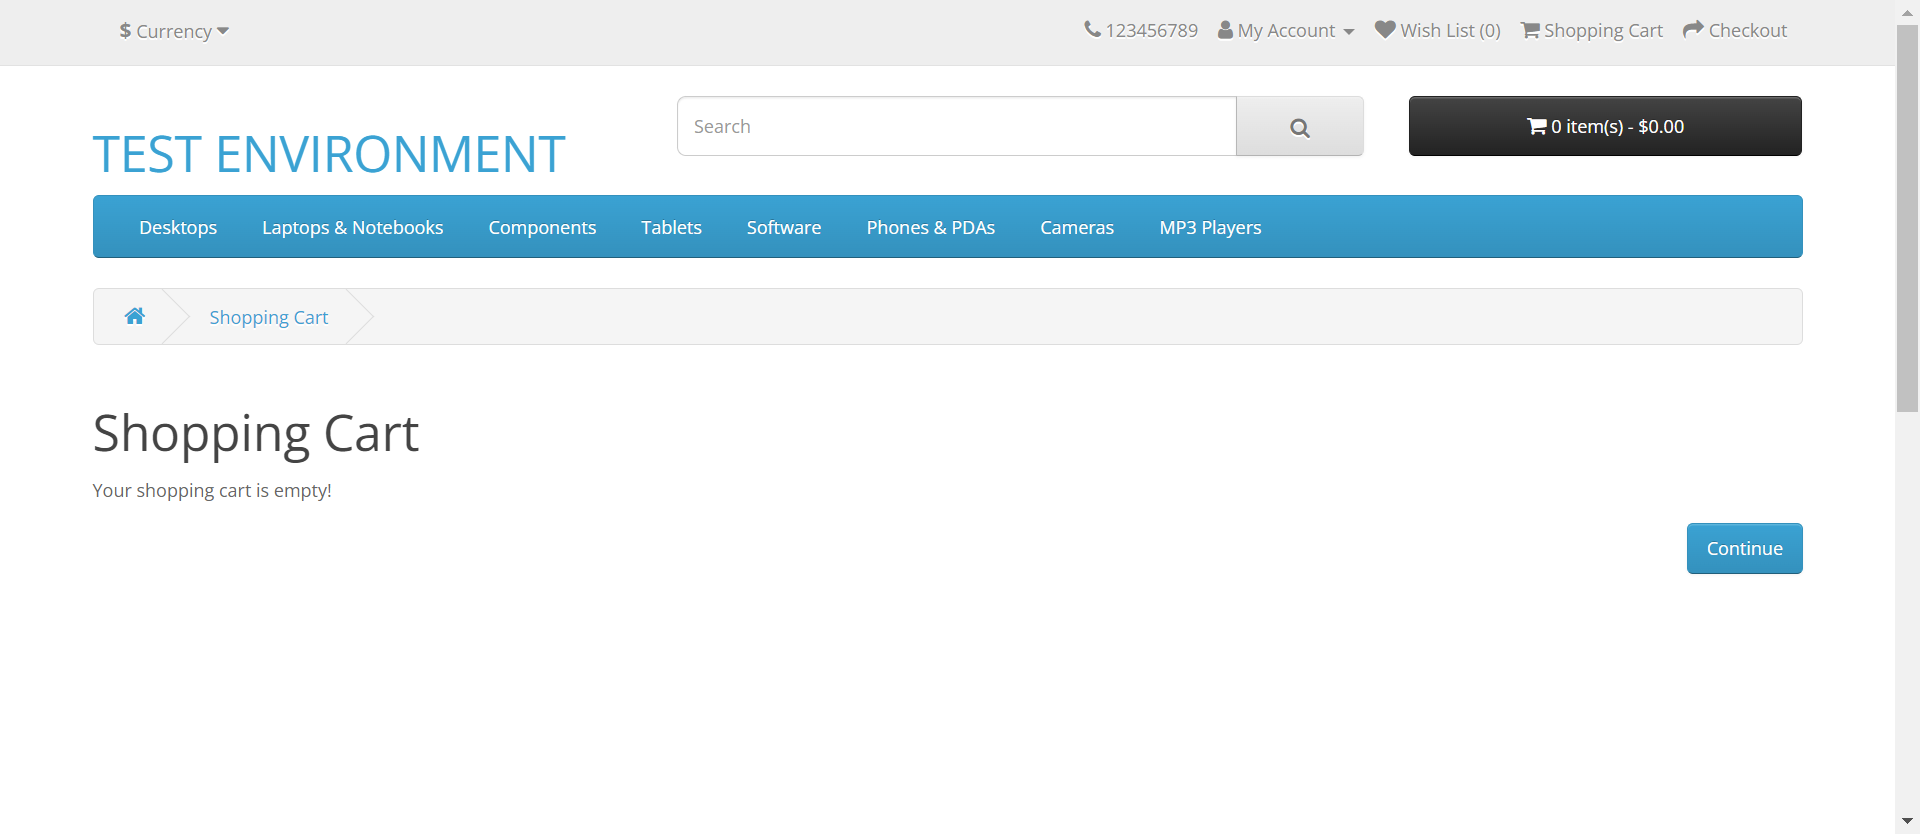 $ Currency
123456789 My Account Wish List (0) Shopping Cart Checkout
Search
0 item(s) - $0.00
TEST ENVIRONMENT
Desktops Laptops & Notebooks Components Tablets Software Phones & PDAs Cameras MP3 Players
Shopping Cart
Shopping Cart
Your shopping cart is empty!
Continue